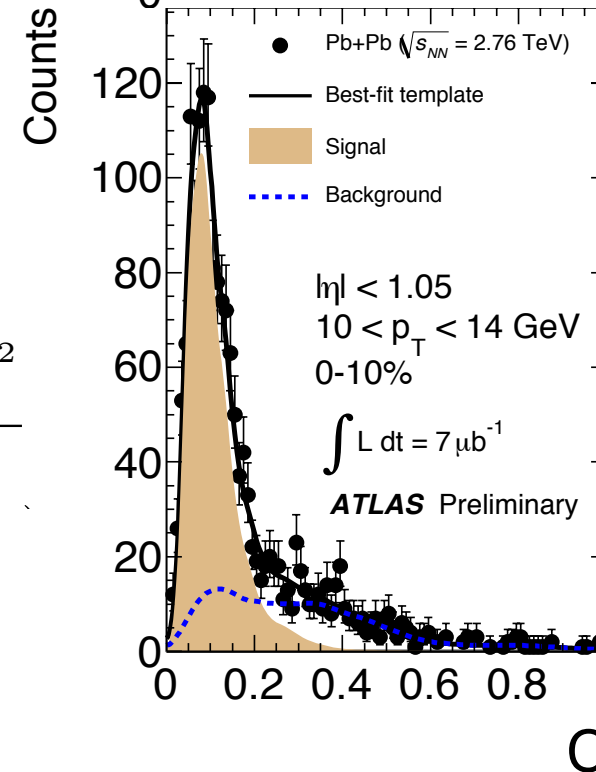 Counts
120
100
80
60
40
20
0
0 0.2 0.4 0.6 0.8
Pb+Pb (√sNN = 2.76 TeV)
Best-fit template
Signal
Background
|η| < 1.05
10 < pT < 14 GeV
0-10%
∫ L dt = 7 μb-1
ATLAS Preliminary
2